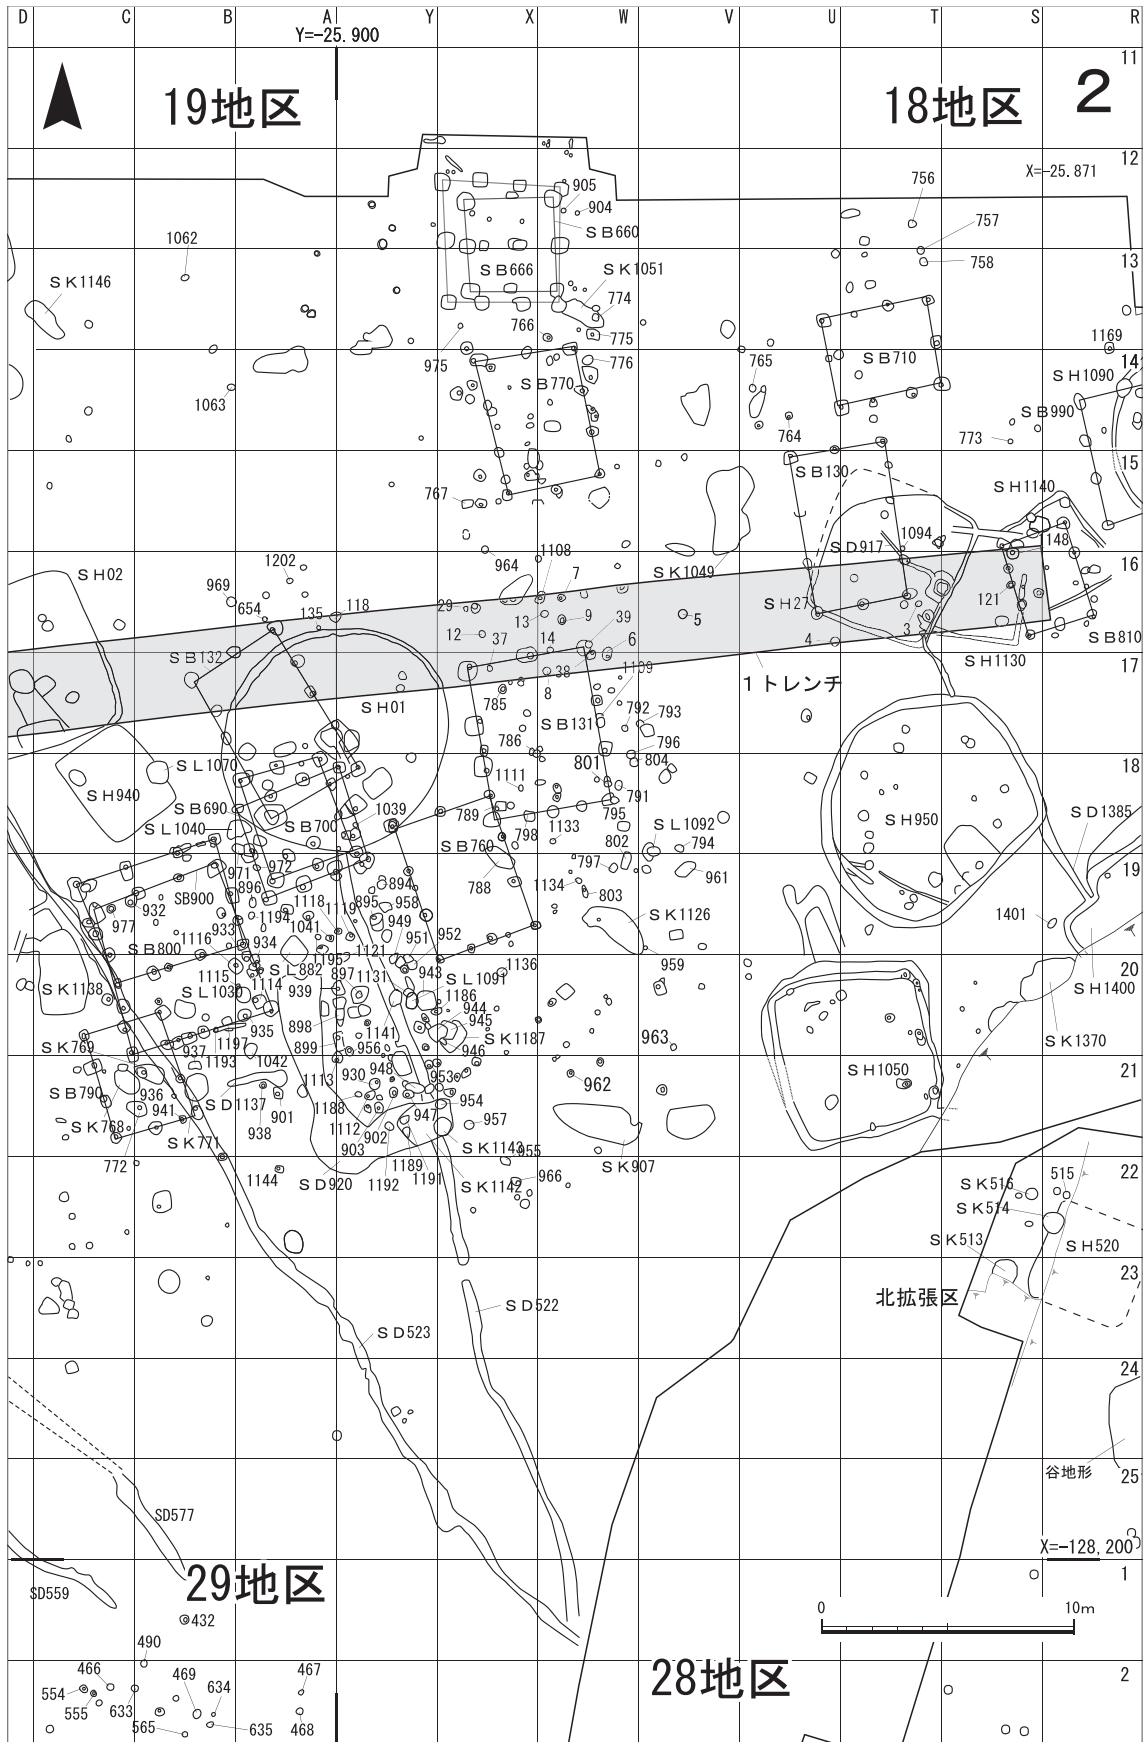 D C B A Y X W V U T S R
Y=-25.900
11
19地区
18地区
2
12
X=-25.871
905
756
904
757
1062
SB660
758
13
SK1146
SB666
SK1051
774
766
775
1169
975
776
765
SB710
14
SH1090
SB770
1063
SB990
764
773
15
SB130
767
SH1140
1094
1108
SD917
1148
964
16
SH02
1202
SK1049
969
7
654
135
118
29
13
9
39
5
SH27
121
12
37
14
6
4
3
SB810
SB132
38
1109
SH1130
17
8
1トレンチ
SH01
785
792
793
SB131
786
796
SL1070
801
804
18
SH940
1111
791
SB690
1039
789
795
SH950
SD1385
SL1040
SB700
798
1133
SL1092
802
794
SB760
971
972
797
961
19
896
894
788
1134
803
SB900
1118
895
958
932
1119
949
SK1126
1401
977
933
1194
1041
951
952
1116
934
1121
SB800
1195
959
943
1136
20
SL882
897
1131
SL1091
1115
1114
SK1138
SL1030
939
1186
SH1400
944
935
898
1141
945
SK1187
963
SK1370
SK769
1197
899
956
946
937
1193
1042
948
21
1113
930
953
962
SH1050
SB790
936
SD1137
954
941
901
1188
947
957
SK768
938
1112
902
SK771
903
SK1143
955
772
1189
SK907
1144
SD920
1192
1191
SK1142
966
22
SK516
515
SK514
SK513
SH520
23
北拡張区
SD522
SD523
24
谷地形
25
SD577
X=-128,200
1
SD559
29地区
0
10m
432
490
28地区
2
466
469
467
554
634
555
633
565
635
468